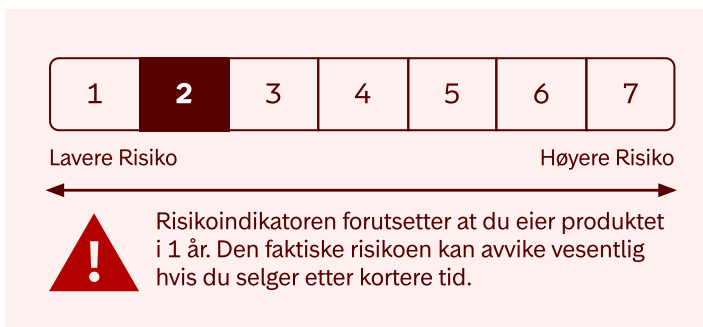 1 2 3 4 5 6 7
Lavere Risiko Høyere Risiko
Risikoindikatoren forutsetter at du eier produktet
i 1 år. Den faktiske risikoen kan avvike vesentlig
hvis du selger etter kortere tid.